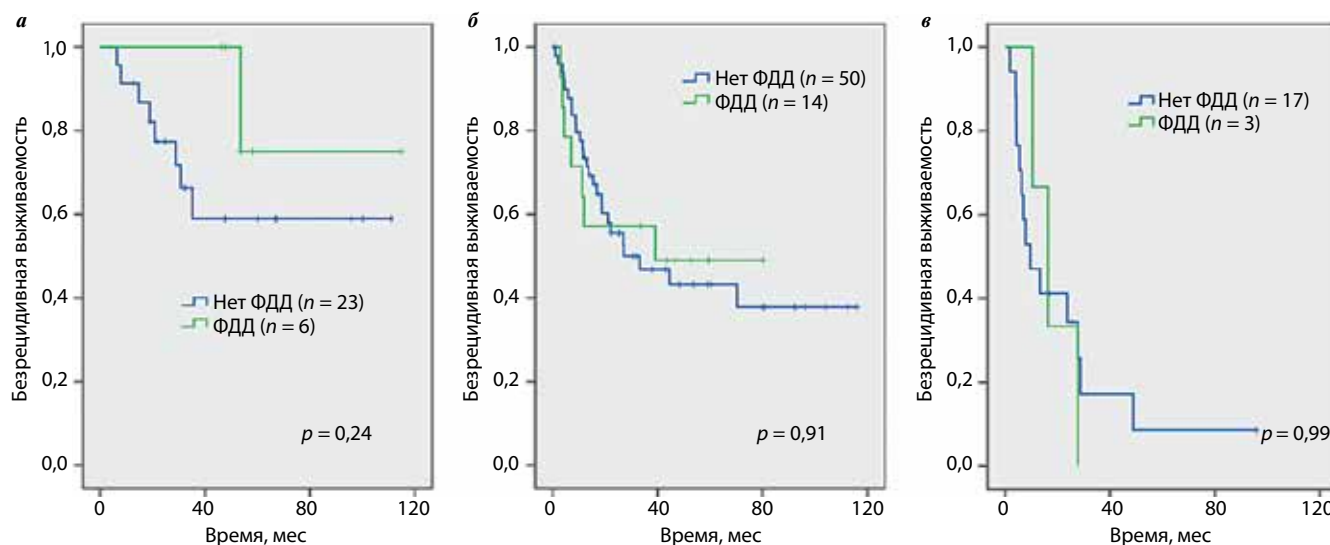 а
Безрецидивная выживаемость
1,0
0,8
0,6
0,4
0,2
0,0
Нет ФДД (n = 23)
ФДД (n = 6)
p = 0,24
0 40 80 120
Время, мес
б
Безрецидивная выживаемость
1,0
0,8
0,6
0,4
0,2
0,0
Нет ФДД (n = 50)
ФДД (n = 14)
p = 0,91
0 40 80 120
Время, мес
в
Безрецидивная выживаемость
1,0
0,8
0,6
0,4
0,2
0,0
Нет ФДД (n = 17)
ФДД (n = 3)
p = 0,99
0 40 80 120
Время, мес